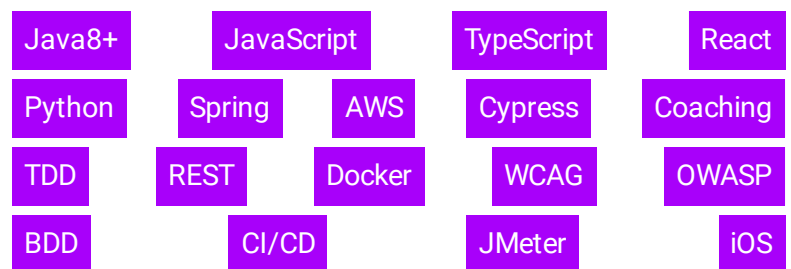 Java8+ JavaScript TypeScript React
Python Spring AWS Cypress Coaching
TDD REST Docker WCAG OWASP
BDD CI/CD JMeter iOS